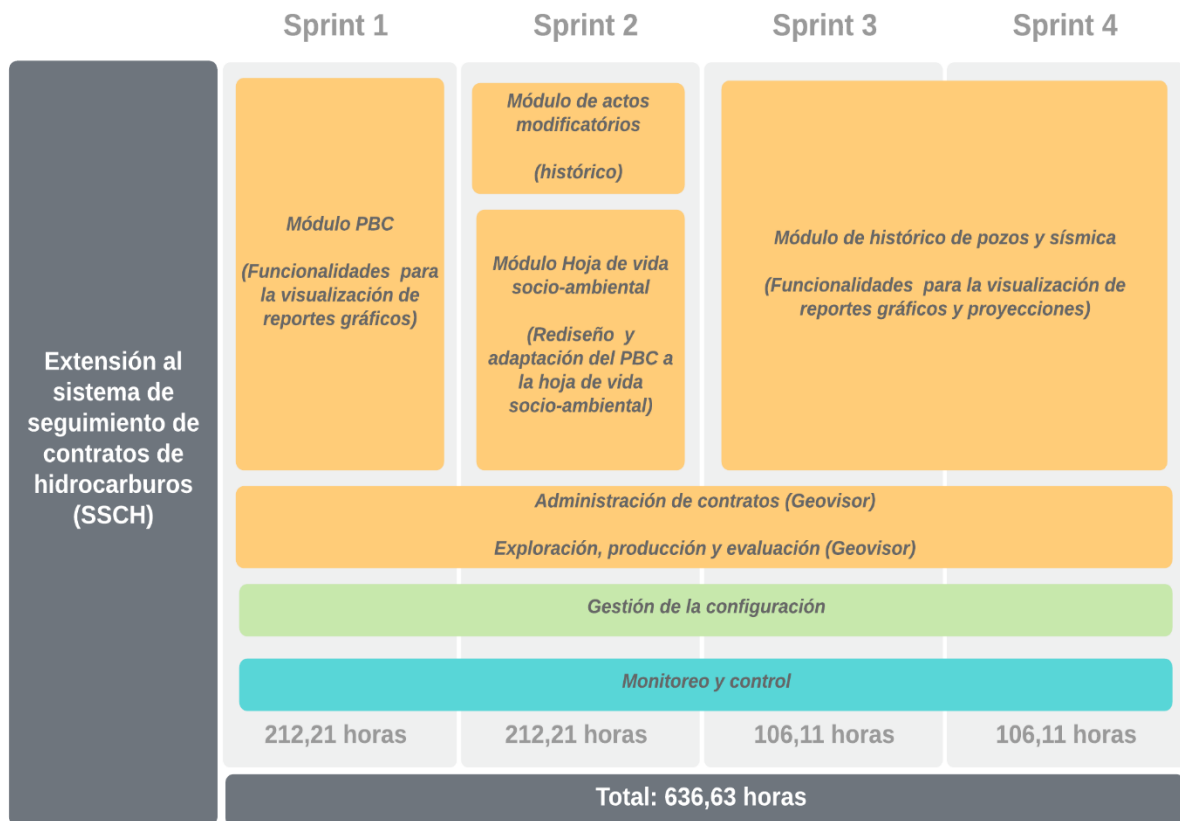 Sprint 1
Sprint 2
Sprint 3
Sprint 4
Extensión al
sistema de
seguimiento de
contratos de
hidrocarburos
(SSCH)
Módulo PBC
(Funcionalidades para
la visualización de
reportes gráficos)
Módulo de actos
modificatórios
(histórico)
Módulo Hoja de vida
socio-ambiental
(Rediseño y
adaptación del PBC a
la hoja de vida
socio-ambiental)
Módulo de histórico de pozos y sísmica
(Funcionalidades para la visualización de
reportes gráficos y proyecciones)
Administración de contratos (Geovisor)
Exploración, producción y evaluación (Geovisor)
Gestión de la configuración
Monitoreo y control
212,21 horas
212,21 horas
106,11 horas
106,11 horas
Total: 636,63 horas